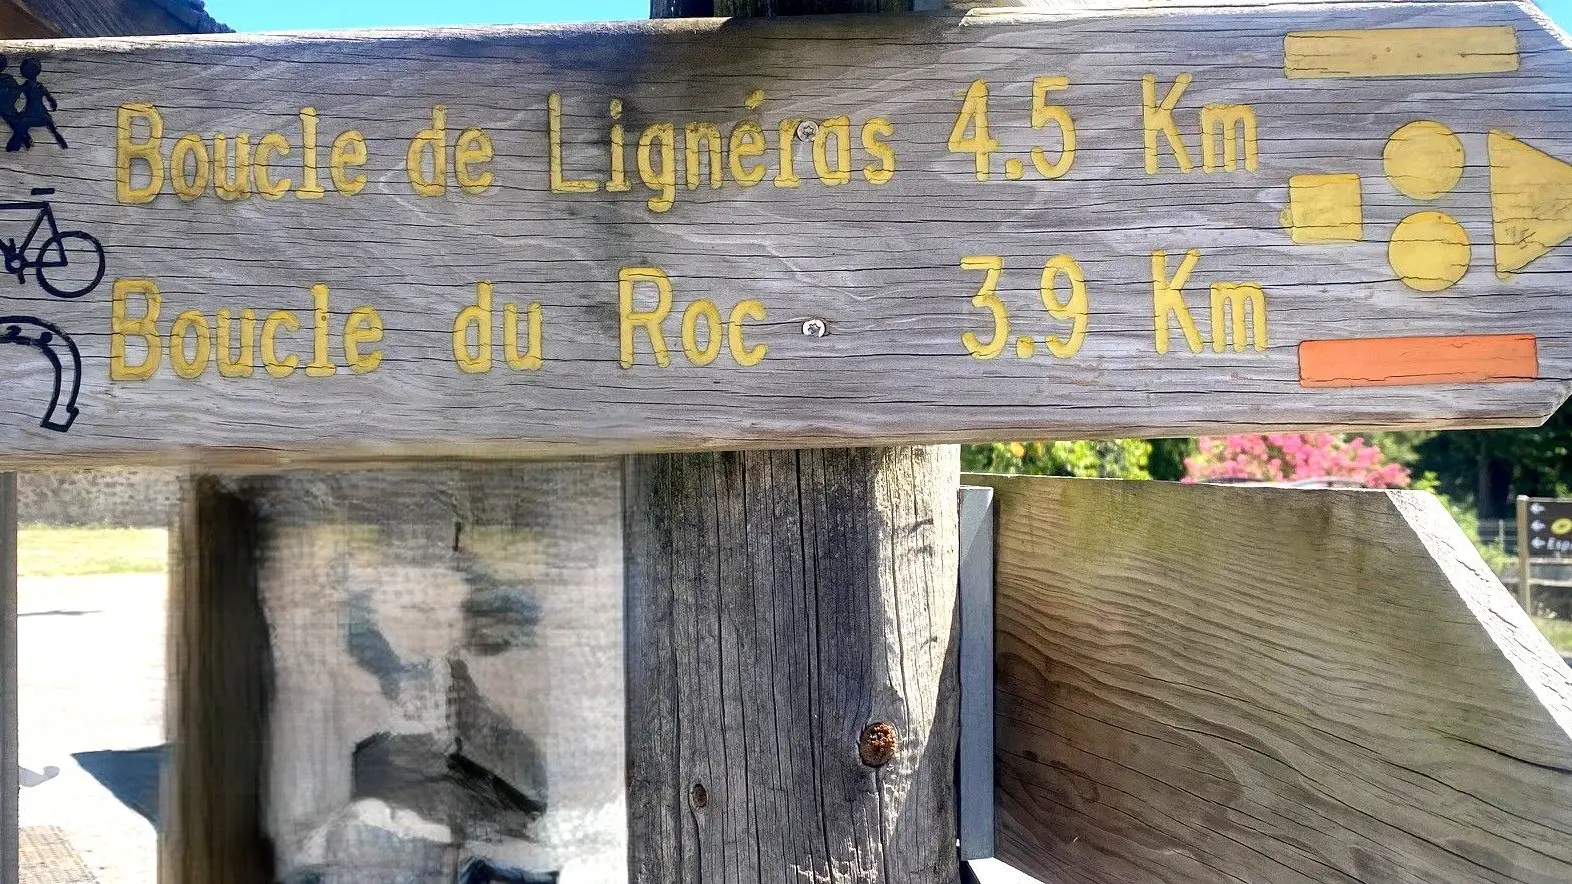 Boucle de Lignéras 4.5 Km
Boucle du Roc 3.9 Km